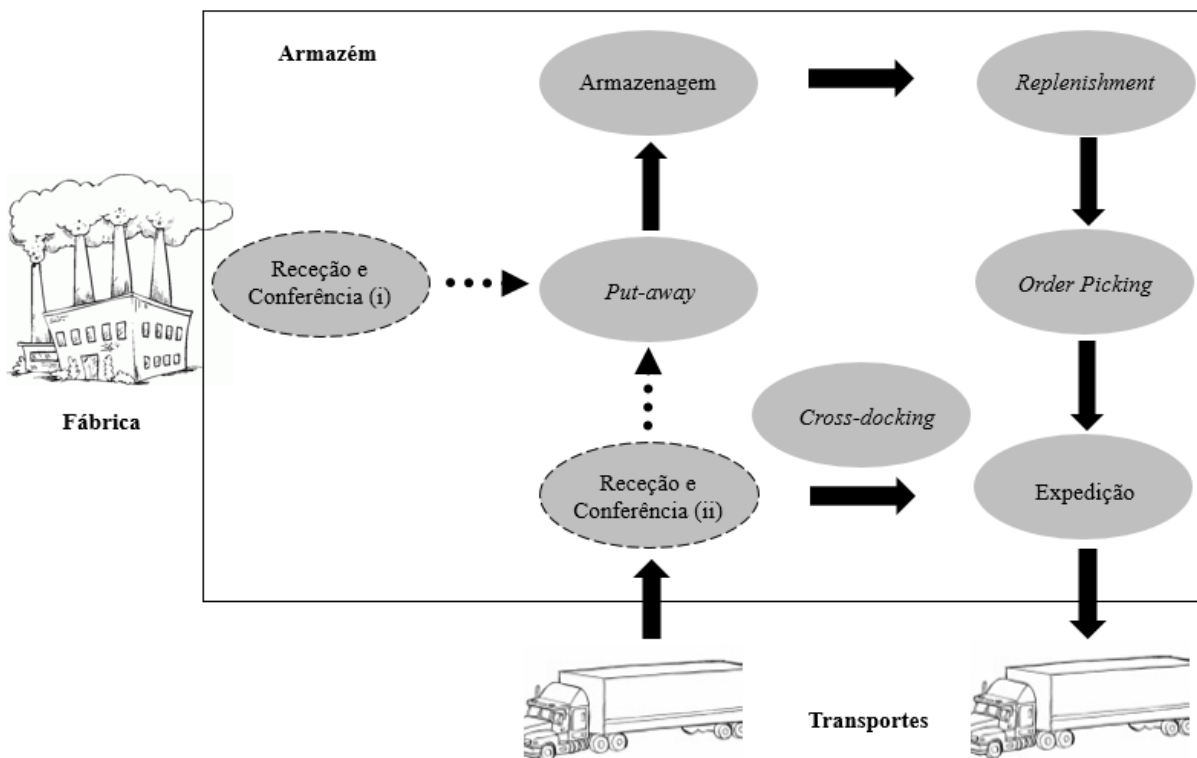 Armazém
Armazenagem
Replenishment
Receção e
Conferência (i)
Put-away
Order Picking
Fábrica
Cross-docking
Receção e
Conferência (ii)
Expedição
Transportes